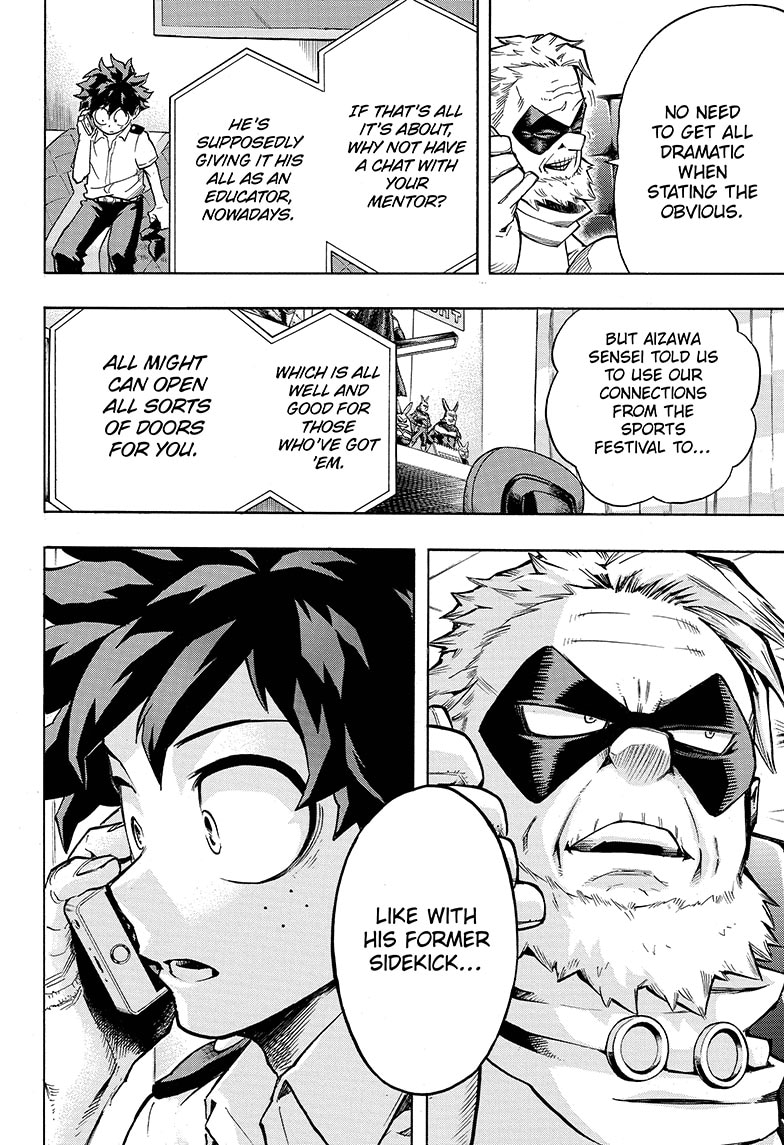 NO NEED
TO GET ALL
DRAMATIC
WHEN
STATING THE
OBVIOUS.
IF THAT'S ALL
IT'S ABOUT,
WHY NOT HAVE
A CHAT WITH
YOUR
MENTOR?
HE'S
SUPPOSEDLY
GIVING IT HIS
ALL AS AN
EDUCATOR,
NOWADAYS.
BUT AIZAWA
SENSEI TOLD US
TO USE OUR
CONNECTIONS
FROM THE
SPORTS
FESTIVAL TO...
WHICH IS ALL
WELL AND
GOOD FOR
THOSE
WHO'VE GOT
'EM.
ALL MIGHT
CAN OPEN
ALL SORTS
OF DOORS
FOR YOU.
LIKE WITH
HIS FORMER
SIDEKICK...